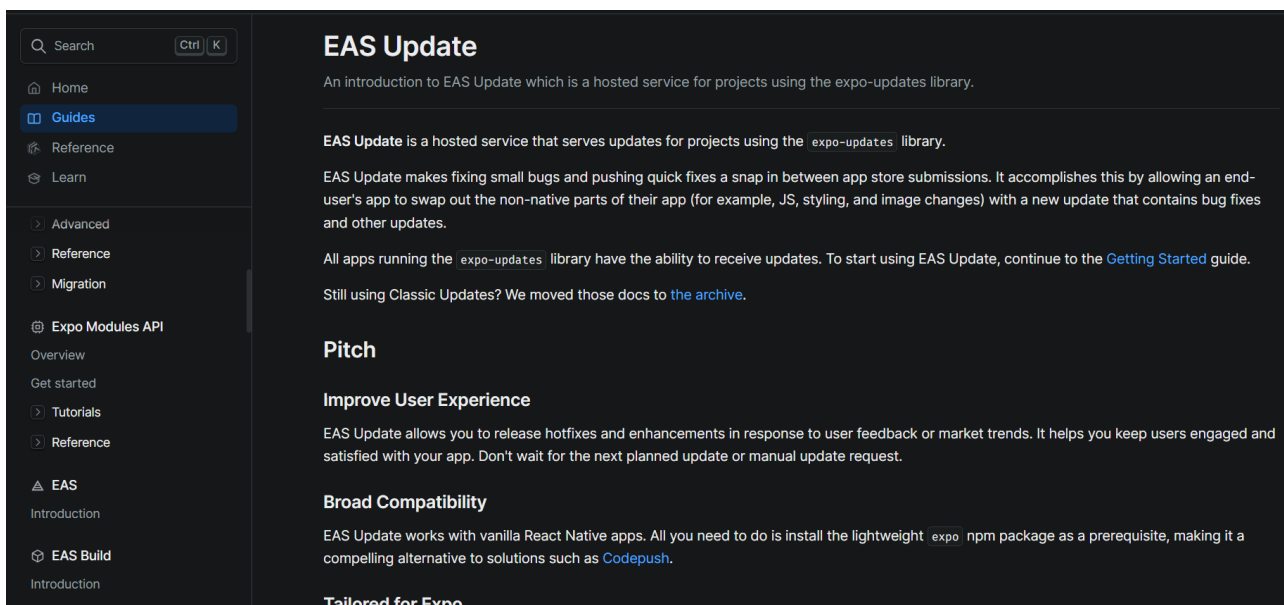 Search
Ctrl K
Home
Guides
Reference
Learn
Advanced
Reference
Migration
Expo Modules API
Overview
Get started
Tutorials
Reference
EAS
Introduction
EAS Build
Introduction
EAS Update
An introduction to EAS Update which is a hosted service for projects using the expo-updates library.
EAS Update is a hosted service that serves updates for projects using the expo-updates library.
EAS Update makes fixing small bugs and pushing quick fixes a snap in between app store submissions. It accomplishes this by allowing an end-
user's app to swap out the non-native parts of their app (for example, JS, styling, and image changes) with a new update that contains bug fixes
and other updates.
All apps running the expo-updates library have the ability to receive updates. To start using EAS Update, continue to the Getting Started guide.
Still using Classic Updates? We moved those docs to the archive.
Pitch
Improve User Experience
EAS Update allows you to release hotfixes and enhancements in response to user feedback or market trends. It helps you keep users engaged and
satisfied with your app. Don't wait for the next planned update or manual update request.
Broad Compatibility
EAS Update works with vanilla React Native apps. All you need to do is install the lightweight expo npm package as a prerequisite, making it a
compelling alternative to solutions such as Codepush.
Tailored for Expo